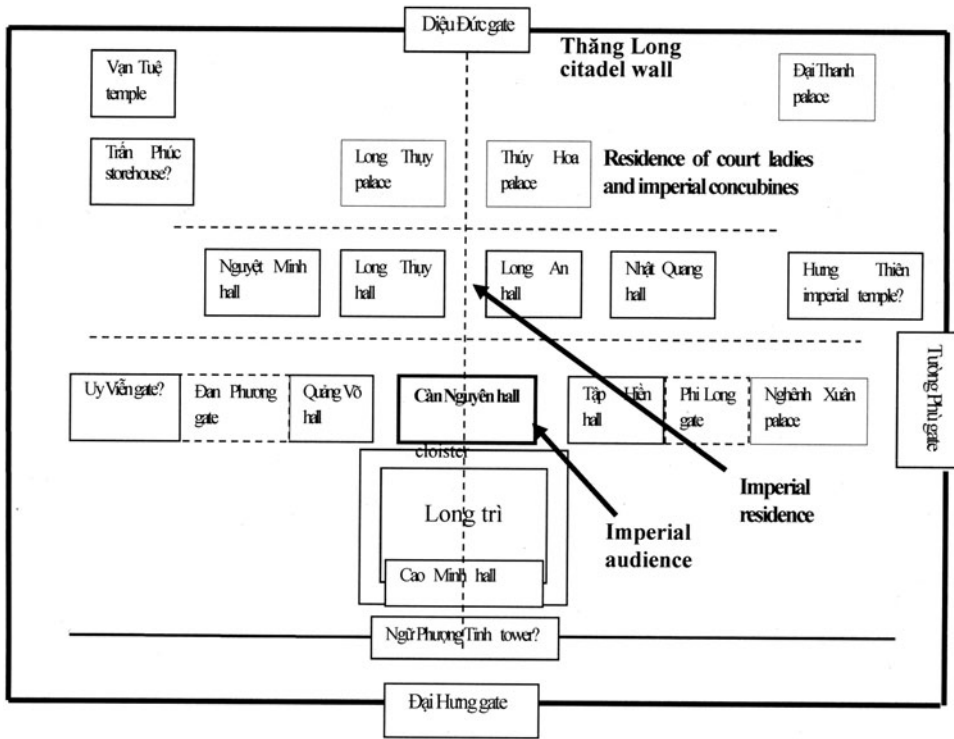 Diệu Đức gate
Thăng Long
citadel wall
Vạn Tuệ
temple
Đại Thanh
palace
Trấn Phúc
storehouse?
Long Thụy
palace
Thúy Hoa
palace
Residence of court ladies
and imperial concubines
Nguyệt Minh
hall
Long Thụy
hall
Long An
hall
Nhật Quang
hall
Hưng Thiên
imperial temple?
Tường Phù gate
Uy Viễn gate?
Đan Phượng
gate
Quảng Võ
hall
Càn Nguyên hall
Tập Hiền
hall
Phi Long
gate
Nghênh Xuân
palace
cloister
Long trì
Imperial
residence
Imperial
audience
Cao Minh hall
Ngữ Phượng Tinh tower?
Đại Hưng gate